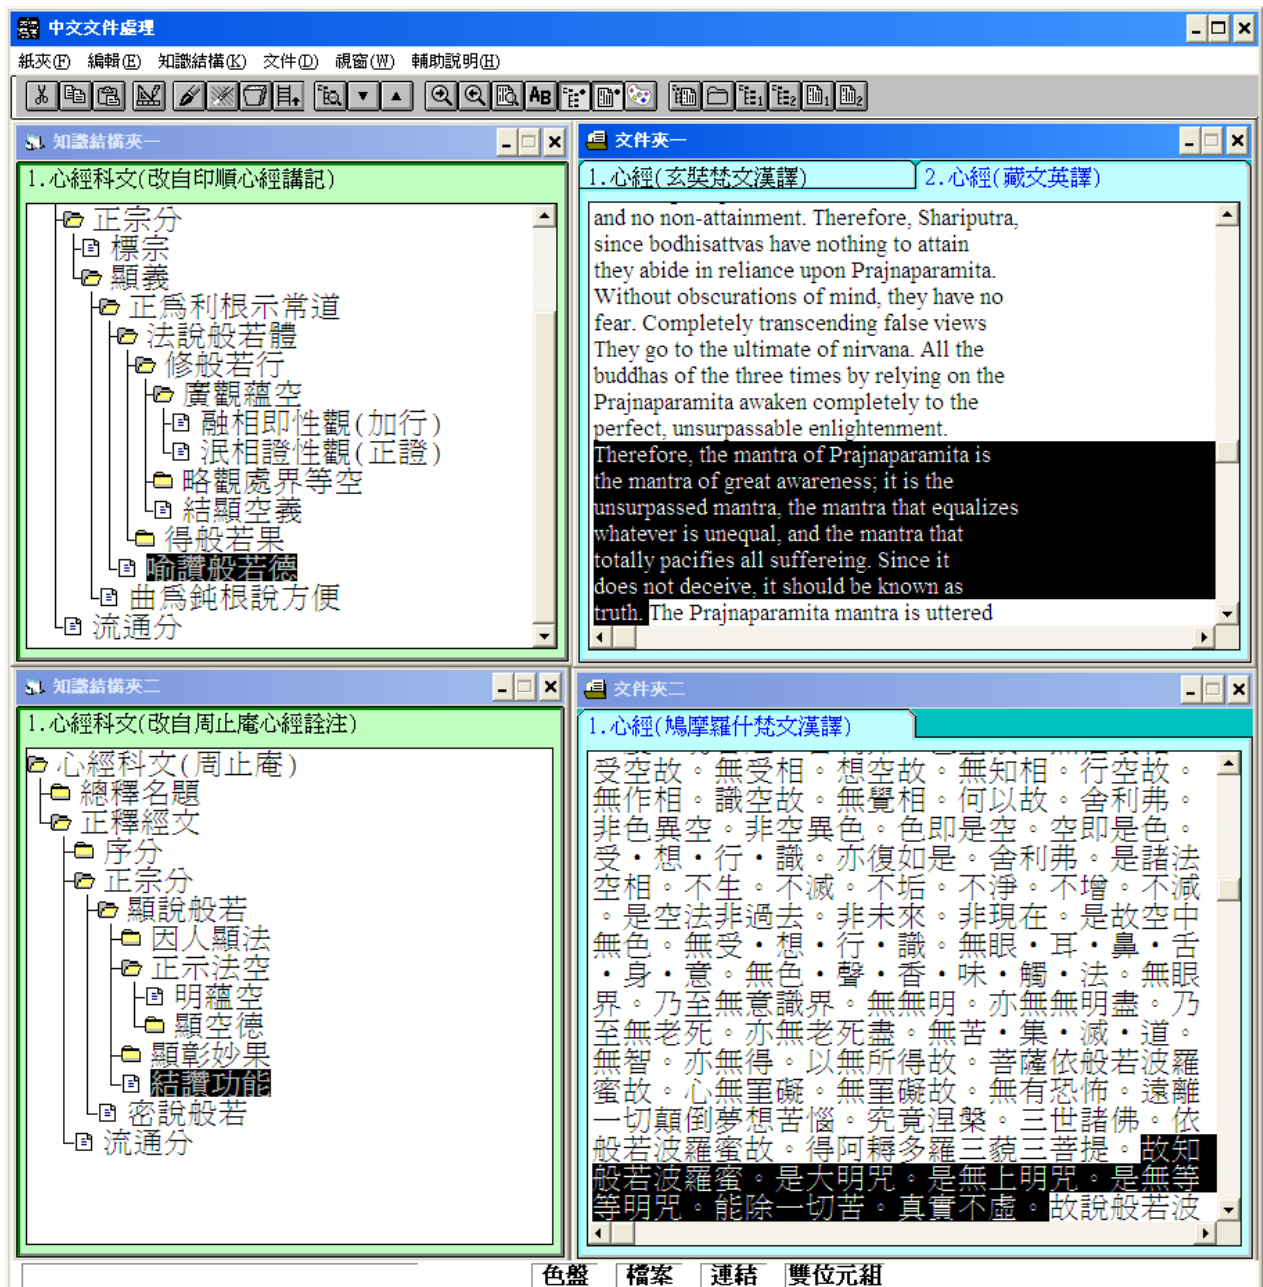 中文文件處理
紙夾(F) 編輯(E) 知識結構(K) 文件(D) 視窗(W) 輔助說明(H)
AB
知識結構夾一
1.心經科文(改自印順心經講記)
正宗分
標宗
顯義
正為利根示常道
法說般若體
修般若行
廣觀蘊空
融相即性觀(加行)
泯相證性觀(正證)
略觀處界等空
結顯空義
得般若果
喻讚般若德
曲為鈍根說方便
流通分
文件夾一
1.心經(玄奘梵文漢譯) 2.心經(藏文英譯)
and no non-attainment. Therefore, Shariputra,
since bodhisattvas have nothing to attain
they abide in reliance upon Prajnaparamita.
Without obscurations of mind, they have no
fear. Completely transcending false views
They go to the ultimate of nirvana. All the
buddhas of the three times by relying on the
Prajnaparamita awaken completely to the
perfect, unsurpassable enlightenment.
Therefore, the mantra of Prajnaparamita is
the mantra of great awareness; it is the
unsurpassed mantra, the mantra that equalizes
whatever is unequal, and the mantra that
totally pacifies all suffereing. Since it
does not deceive, it should be known as
truth. The Prajnaparamita mantra is uttered
知識結構夾二
1.心經科文(改自周止庵心經詮注)
心經科文(周止庵)
總釋名題
正釋經文
序分
正宗分
顯說般若
因人顯法
正示法空
明蘊空
顯空德
顯彰妙果
結讚功能
密說般若
流通分
文件夾二
1.心經(鳩摩羅什梵文漢譯)
受空故。無受相。想空故。無知相。行空故。
無作相。識空故。無覺相。何以故。舍利弗。
非色異空。非空異色。色即是空。空即是色。
受・想・行・識。亦復如是。舍利弗。是諸法
空相。不生。不滅。不垢。不淨。不增。不減
。是空法非過去。非未來。非現在。是故空中
無色。無受・想・行・識。無眼・耳・鼻・舌
・身・意。無色・聲・香・味・觸・法。無眼
界。乃至無意識界。無無明。亦無無明盡。乃
至無老死。亦無老死盡。無苦・集・滅・道。
無智。亦無得。以無所得故。菩薩依般若波羅
蜜故。心無罣礙。無罣礙故。無有恐怖。遠離
一切顛倒夢想苦惱。究竟涅槃。三世諸佛。依
般若波羅蜜故。得阿耨多羅三藐三菩提。故知
般若波羅蜜。是大明咒。是無上明咒。是無等
等明咒。能除一切苦。真實不虛。故說般若波
色盤 檔案 連結 雙位元組